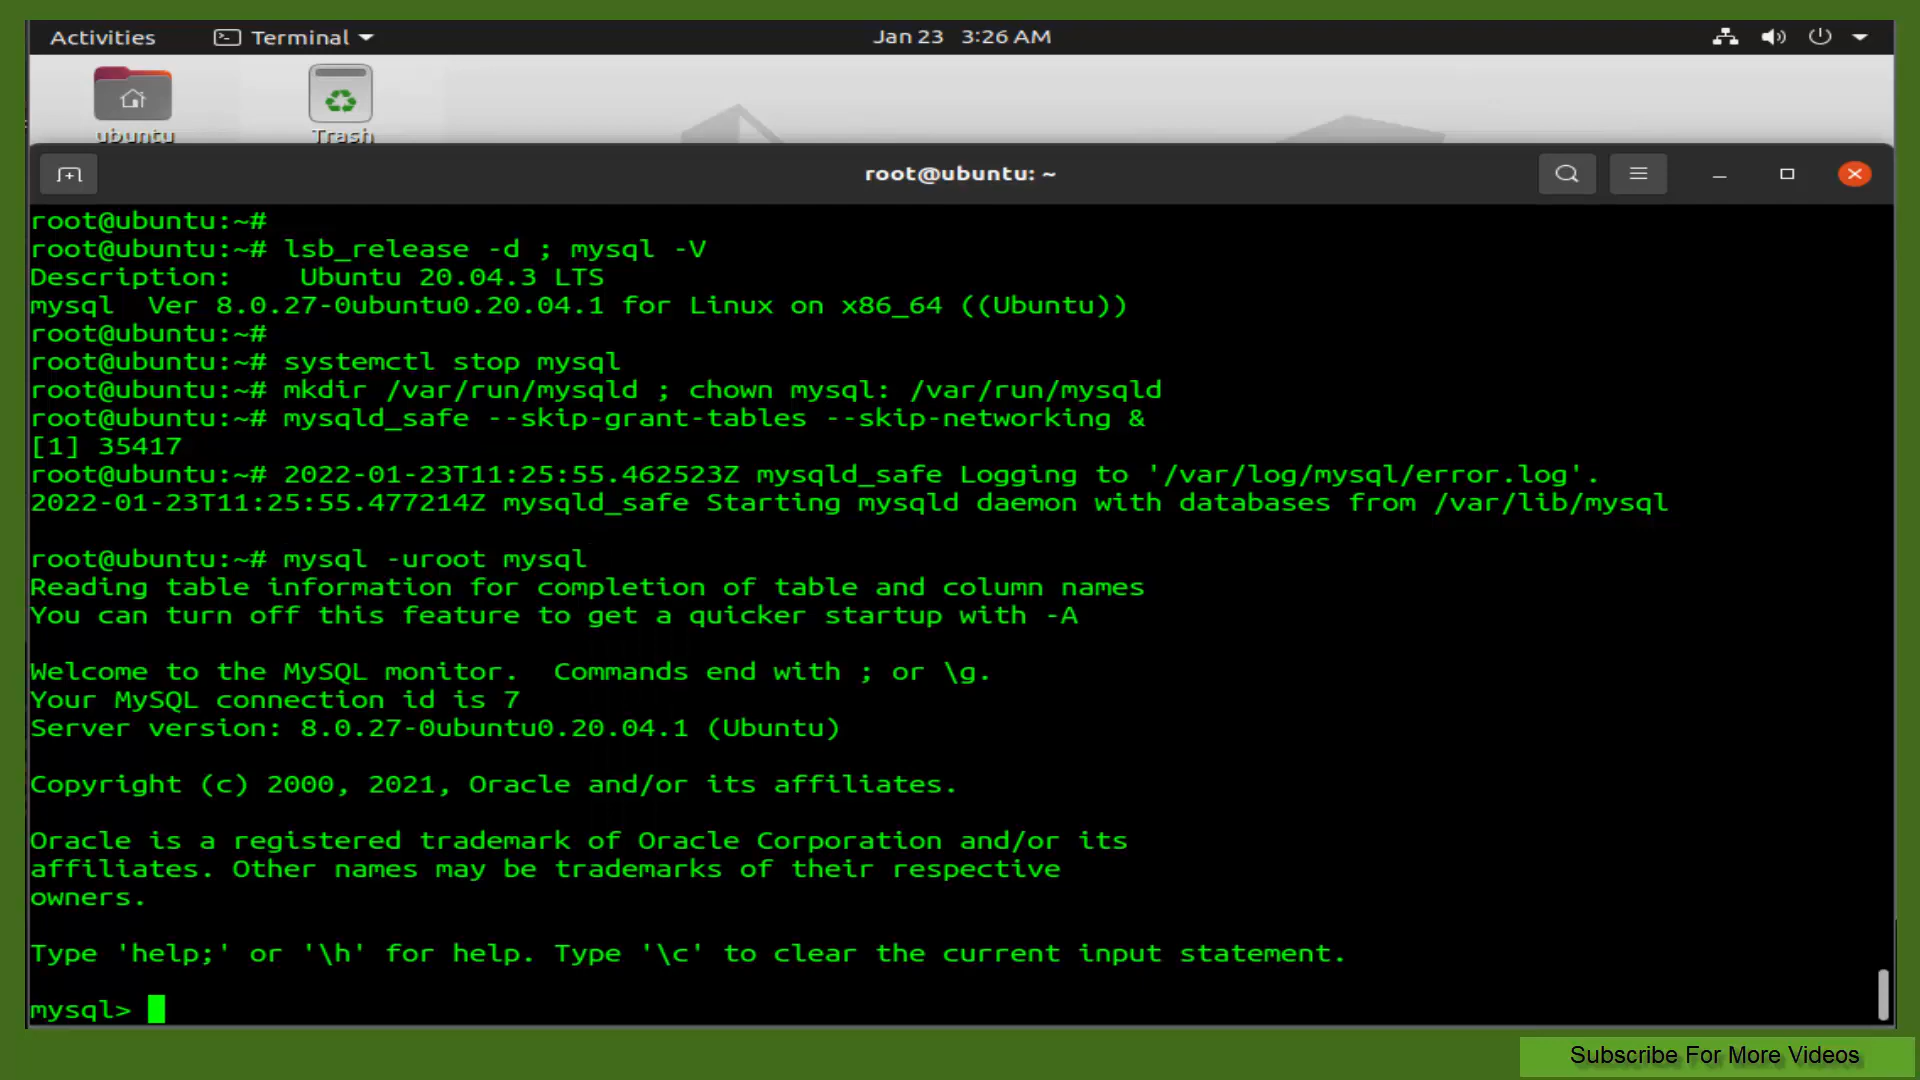 Activities Terminal Jan 23 3:26 AM
ubuntu Trash
root@ubuntu: ~
root@ubuntu:~#
root@ubuntu:~# lsb_release -d ; mysql -V
Description:    Ubuntu 20.04.3 LTS
mysql  Ver 8.0.27-0ubuntu0.20.04.1 for Linux on x86_64 ((Ubuntu))
root@ubuntu:~#
root@ubuntu:~# systemctl stop mysql
root@ubuntu:~# mkdir /var/run/mysqld ; chown mysql: /var/run/mysqld
root@ubuntu:~# mysqld_safe --skip-grant-tables --skip-networking &
[1] 35417
root@ubuntu:~# 2022-01-23T11:25:55.462523Z mysqld_safe Logging to '/var/log/mysql/error.log'.
2022-01-23T11:25:55.477214Z mysqld_safe Starting mysqld daemon with databases from /var/lib/mysql
root@ubuntu:~# mysql -uroot mysql
Reading table information for completion of table and column names
You can turn off this feature to get a quicker startup with -A
Welcome to the MySQL monitor.  Commands end with ; or \g.
Your MySQL connection id is 7
Server version: 8.0.27-0ubuntu0.20.04.1 (Ubuntu)
Copyright (c) 2000, 2021, Oracle and/or its affiliates.
Oracle is a registered trademark of Oracle Corporation and/or its
affiliates. Other names may be trademarks of their respective
owners.
Type 'help;' or '\h' for help. Type '\c' to clear the current input statement.
mysql>
Subscribe For More Videos